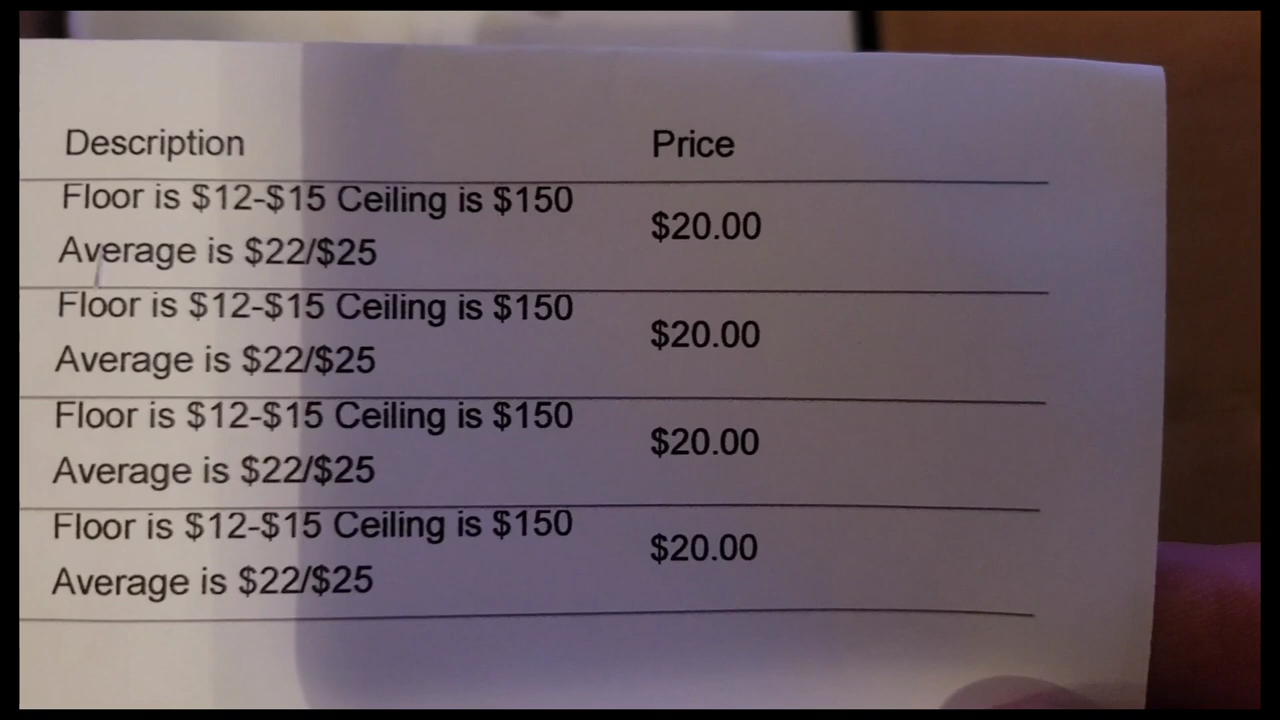 Description Price
Floor is $12-$15 Ceiling is $150
Average is $22/$25
$20.00
Floor is $12-$15 Ceiling is $150
Average is $22/$25
$20.00
Floor is $12-$15 Ceiling is $150
Average is $22/$25
$20.00
Floor is $12-$15 Ceiling is $150
Average is $22/$25
$20.00